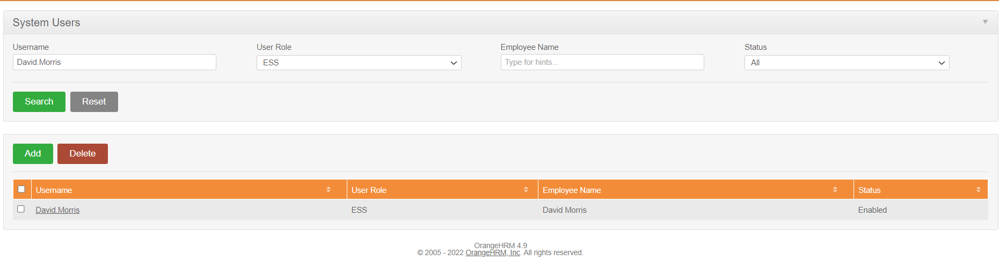 System Users
Username User Role Employee Name Status
David.Morris ESS Type for hints... All
Search Reset
Add Delete
Username User Role Employee Name Status
David.Morris ESS David Morris Enabled
OrangeHRM 4.9
© 2005 - 2022 OrangeHRM, Inc. All rights reserved.